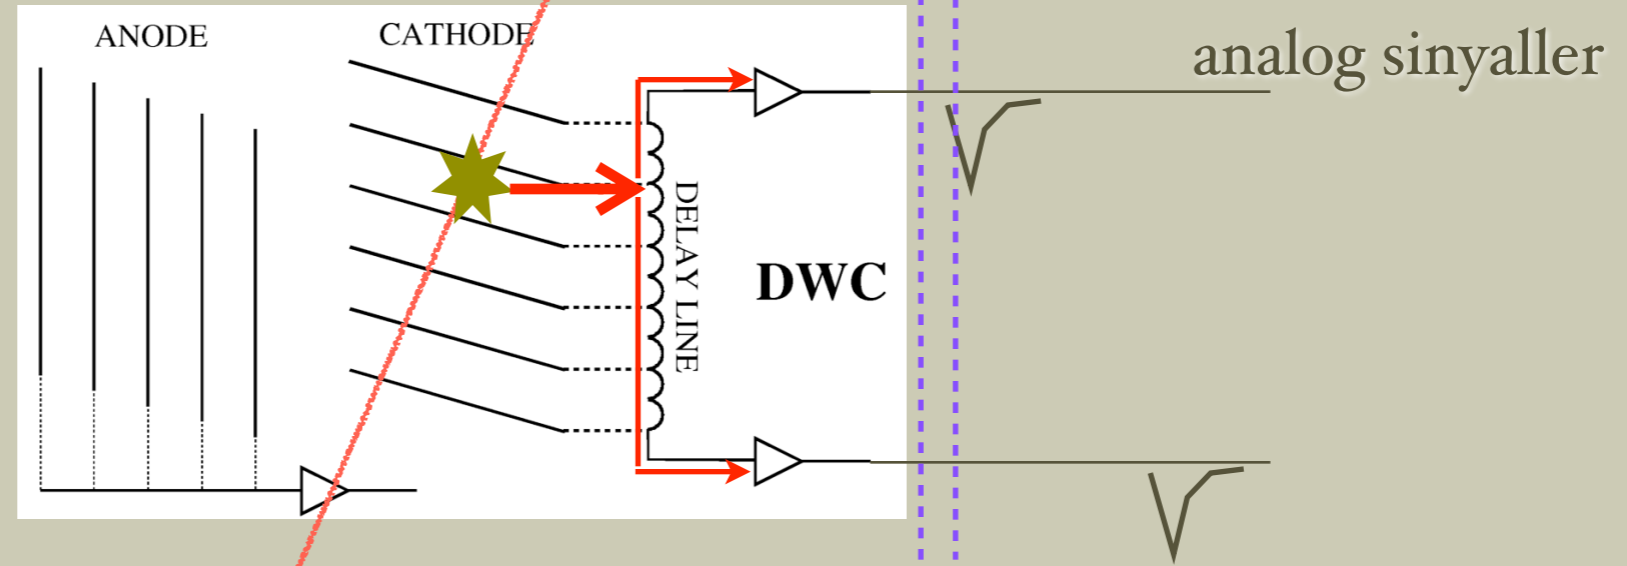 ANODE
CATHODE
analog sinyaller
DELAY LINE
DWC